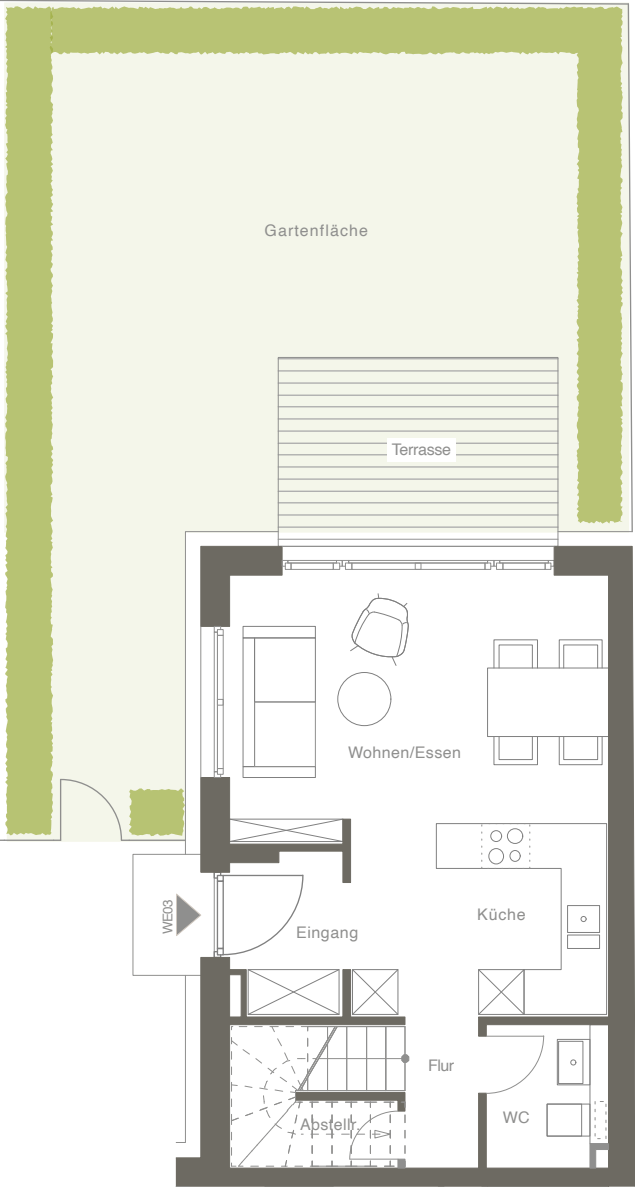 Gartenfläche
Terrasse
Wohnen/Essen
WE03
Küche
Eingang
Flur
Abstellr.
WC